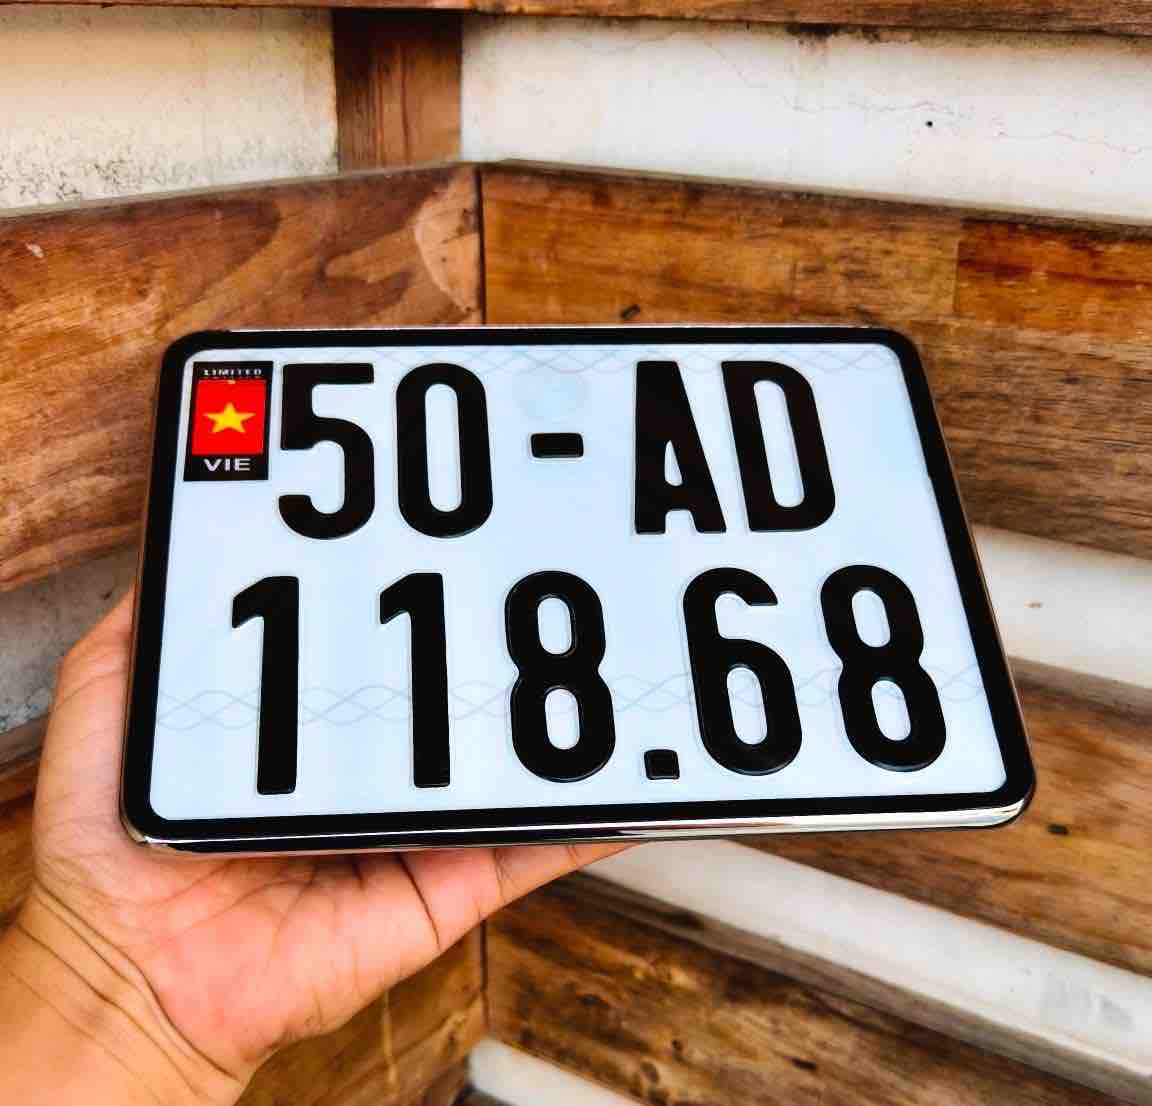 LIMITED
VIE
50-AD
118.68